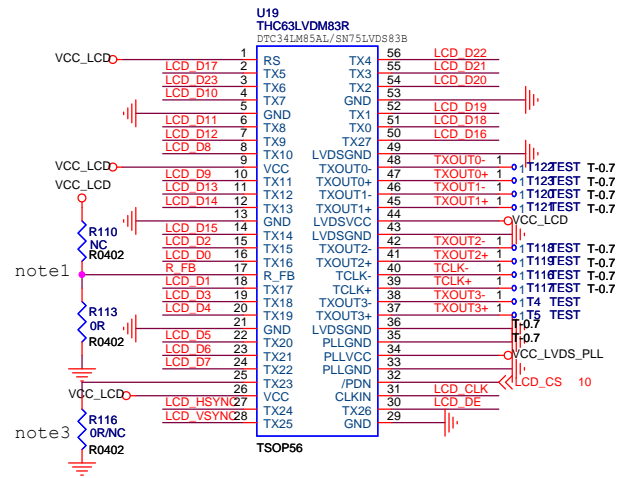 U19
THC63LVDM83R
DTC34LM85AL/SN75LVDS83B
VCC_LCD 1 RS TX4 56 LCD_D22
LCD_D17 2 TX5 TX3 55 LCD_D21
LCD_D23 3 TX6 TX2 54 LCD_D20
LCD_D10 4 TX7 GND 53
5 GND TX1 52 LCD_D19
LCD_D11 6 TX8 TX0 51 LCD_D18
LCD_D12 7 TX9 TX27 50 LCD_D16
LCD_D8 8 TX10 LVDSGND 49
VCC_LCD 9 VCC TXOUT0- 48 TXOUT0- 1 1 T122 TEST T-0.7
LCD_D9 10 TX11 TXOUT0+ 47 TXOUT0+ 1 1 T123 TEST T-0.7
VCC_LCD
LCD_D13 11 TX12 TXOUT1- 46 TXOUT1- 1 1 T120 TEST T-0.7
LCD_D14 12 TX13 TXOUT1+ 45 TXOUT1+ 1 1 T121 TEST T-0.7
13 GND LVDSVCC 44 VCC_LCD
LCD_D15 14 TX14 LVDSGND 43
R110
NC
R0402
LCD_D2 15 TX15 TXOUT2- 42 TXOUT2- 1 1 T118 TEST T-0.7
LCD_D0 16 TX16 TXOUT2+ 41 TXOUT2+ 1 1 T119 TEST T-0.7
note1 R_FB 17 R_FB TCLK- 40 TCLK- 1 1 T116 TEST T-0.7
LCD_D1 18 TX17 TCLK+ 39 TCLK+ 1 1 T117 TEST T-0.7
LCD_D3 19 TX18 TXOUT3- 38 TXOUT3- 1 1 T4 TEST
LCD_D4 20 TX19 TXOUT3+ 37 TXOUT3+ 1 1 T5 TEST
R113
0R
R0402
21 GND LVDSGND 36 T-0.7
LCD_D5 22 TX20 PLLGND 35 T-0.7
LCD_D6 23 TX21 PLLVCC 34 VCC_LVDS_PLL
LCD_D7 24 TX22 PLLGND 33
25 TX23 /PDN 32 LCD_CS 10
VCC_LCD 26 VCC CLKIN 31 LCD_CLK
LCD_HSYNC 27 TX24 TX26 30 LCD_DE
LCD_VSYNC 28 TX25 GND 29
note3
R116
0R/NC
R0402
TSOP56